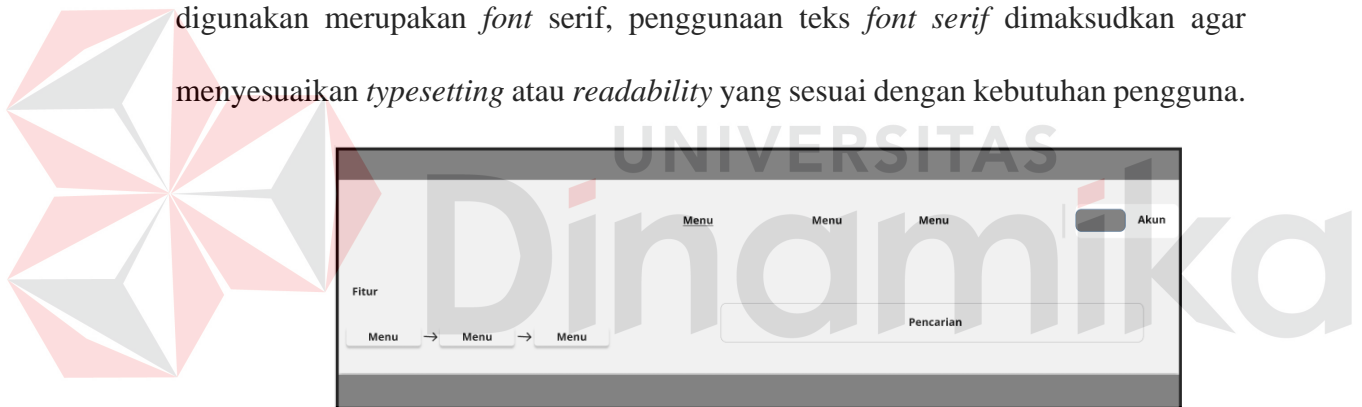 digunakan merupakan font serif, penggunaan teks font serif dimaksudkan agar
menyesuaikan typesetting atau readability yang sesuai dengan kebutuhan pengguna.
UNIVERSITAS
Dinamika
Menu Menu Menu Akun
Fitur
Pencarian
Menu → Menu → Menu